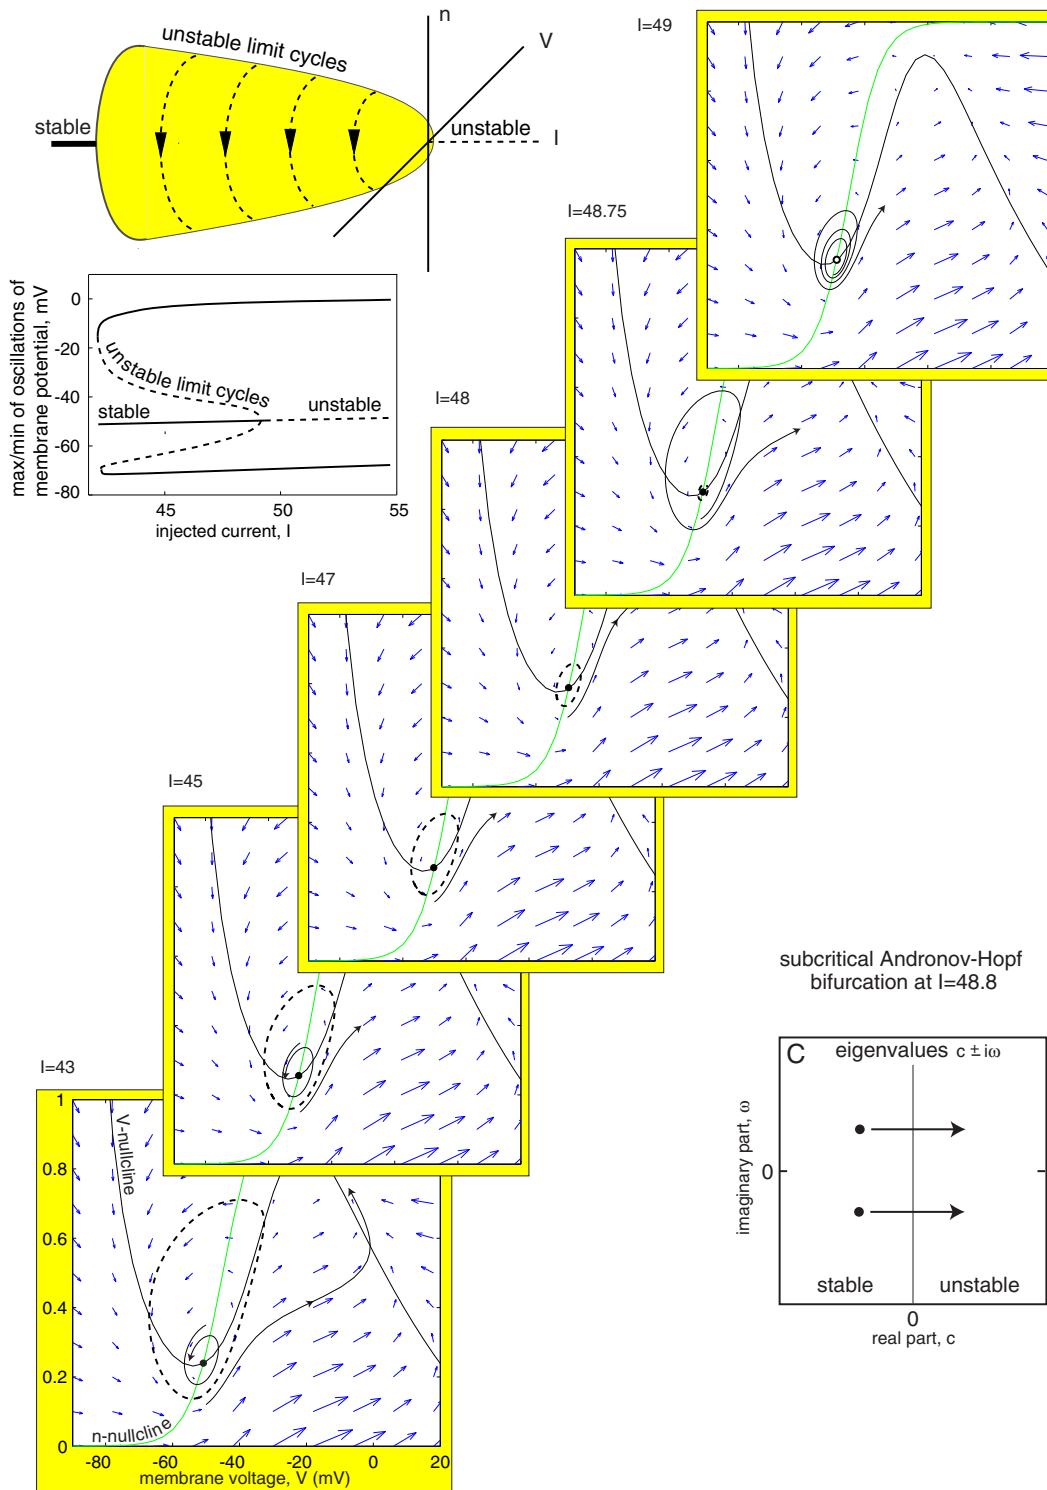 n
V
unstable limit cycles
stable
unstable
I
max/min of oscillations of
membrane potential, mV
0
-20
-40
-60
-80
unstable limit cycles
stable
unstable
45
50
55
injected current, I
I=49
I=48.75
I=48
I=47
I=45
I=43
1
0.8
0.6
0.4
0.2
0
V-nullcline
n-nullcline
-80
-60
-40
-20
0
20
membrane voltage, V (mV)
subcritical Andronov-Hopf
bifurcation at I=48.8
C
eigenvalues c ± iω
imaginary part, ω
0
stable
unstable
0
real part, c